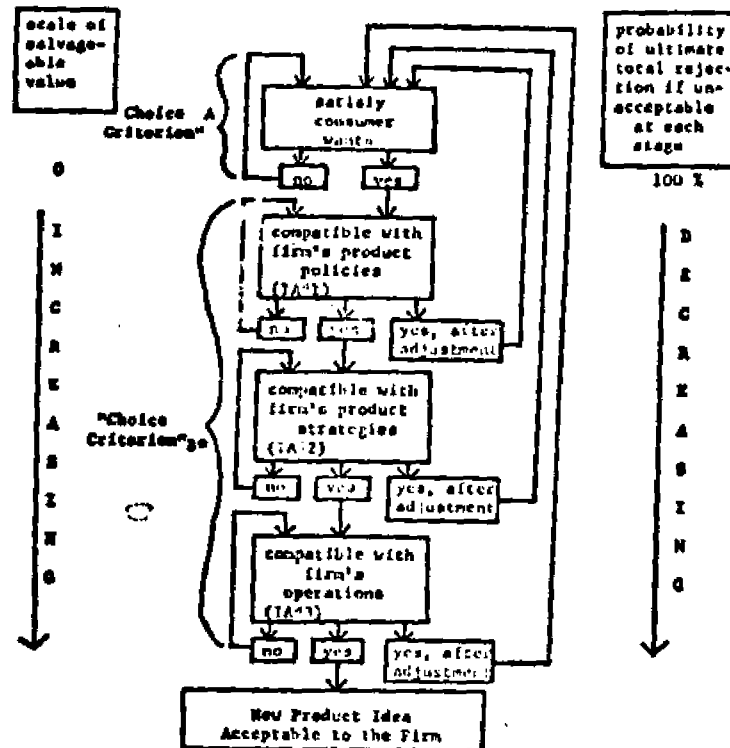 scale of
salvage-
able
value
0
INCREASING
probability
of ultimate
total rejec-
tion if un-
acceptable
at each
stage
100 %
DECREASING
Choice A
Criterion"
satisfy
consumer
wants
no
yes
compatible with
firm's product
policies
no
yes
yes, after
adjustment
"Choice
Criterion"
compatible with
firm's product
strategies
no
yes
yes, after
adjustment
compatible with
firm's
operations
no
yes
yes, after
adjustment
New Product Idea
Acceptable to the Firm